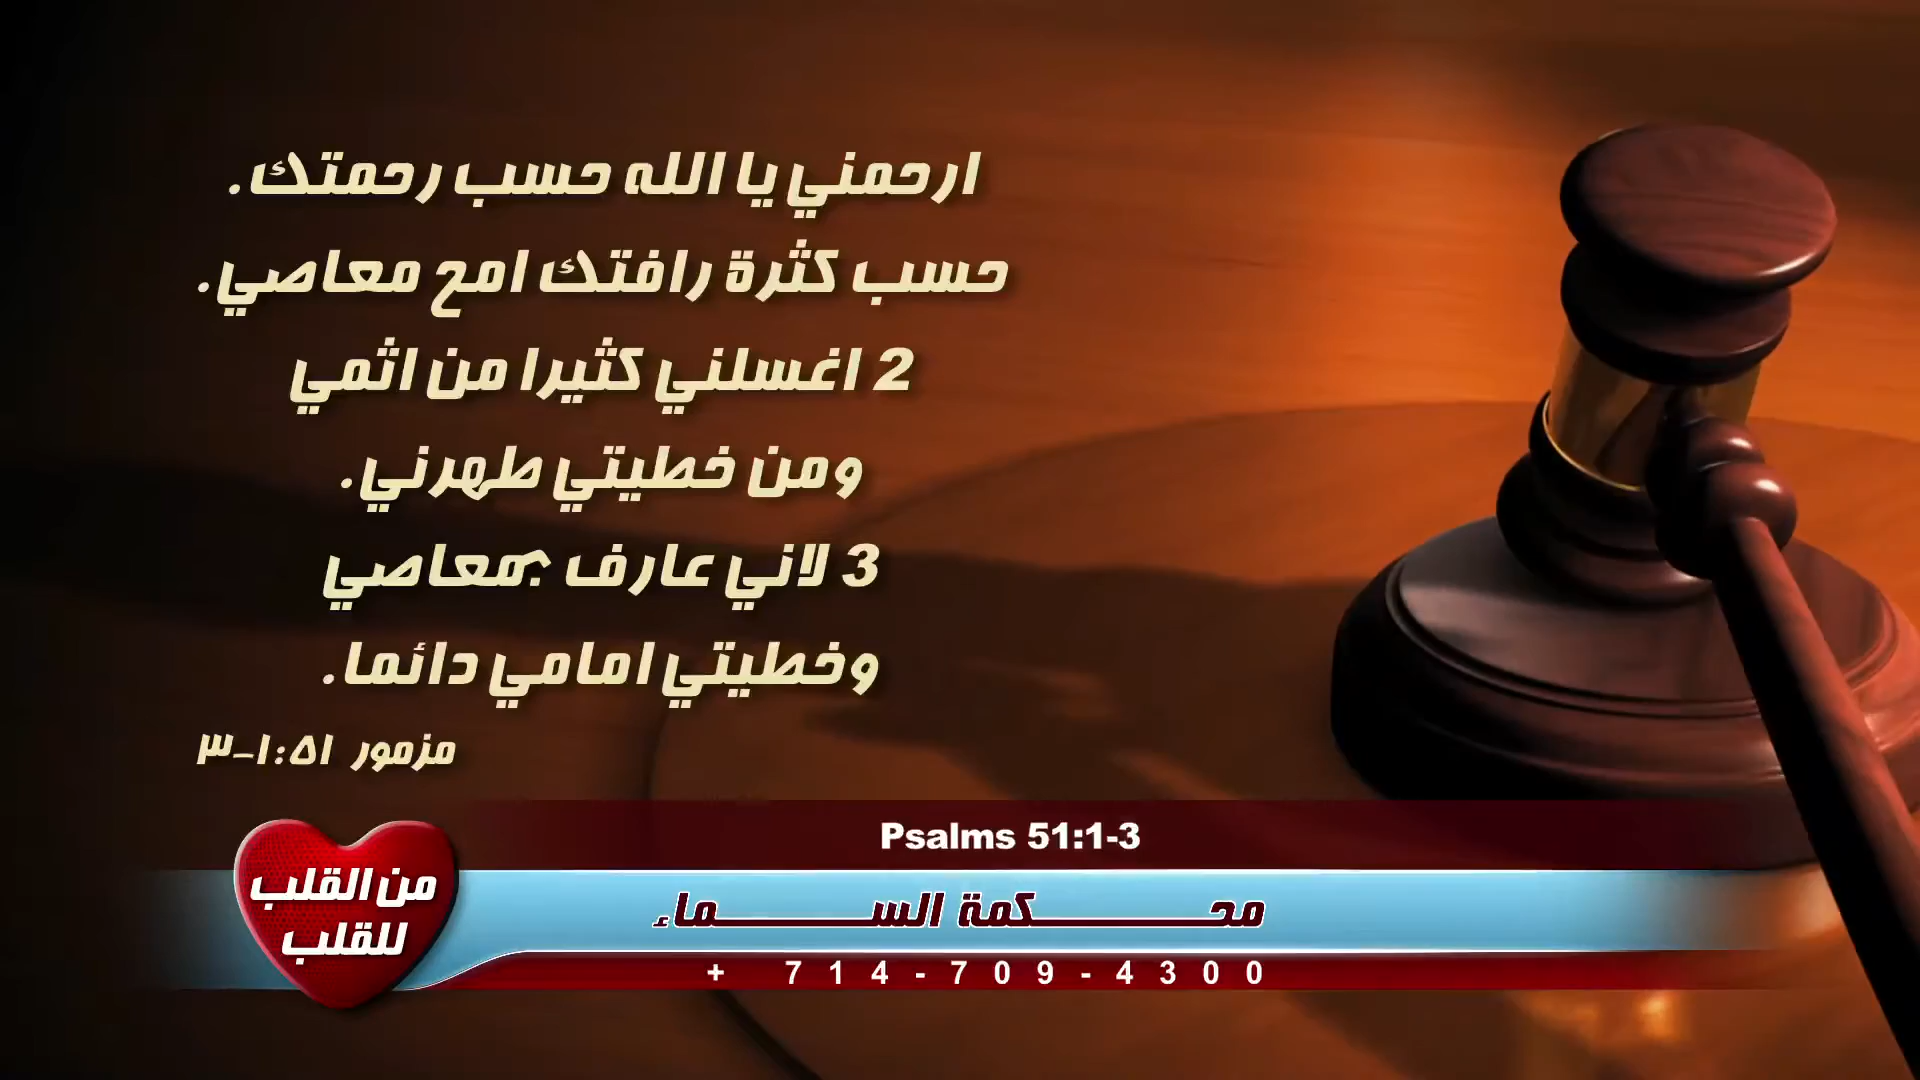 ارحمني يا الله حسب رحمتك.
حسب كثرة رافتك امح معاصي.
2 اغسلني كثيرا من اثمي
ومن خطيتي طهرني.
3 لاني عارف بمعاصي
وخطيتي امامي دائما.
مزمور ٥١:١-٣
Psalms 51:1-3
من القلب
للقلب
محـــــــكمة الســـــــماء
+ 714-709-4300